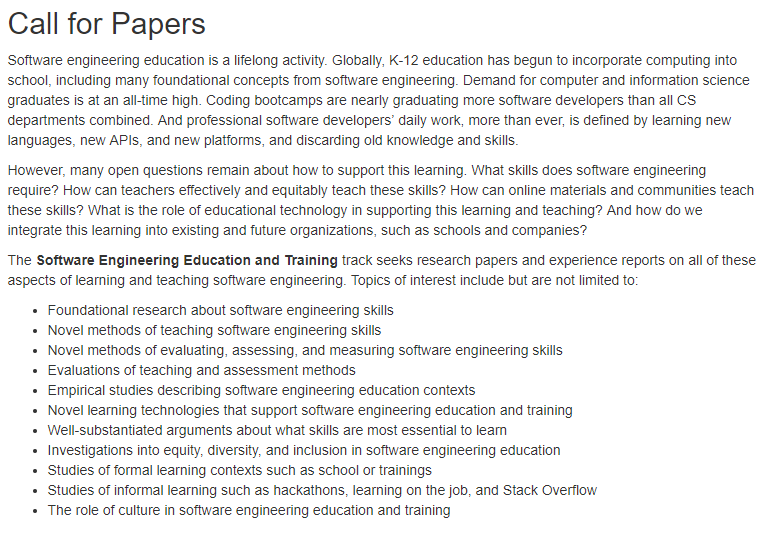 Call for Papers
Software engineering education is a lifelong activity. Globally, K-12 education has begun to incorporate computing into
school, including many foundational concepts from software engineering. Demand for computer and information science
graduates is at an all-time high. Coding bootcamps are nearly graduating more software developers than all CS
departments combined. And professional software developers' daily work, more than ever, is defined by learning new
languages, new APIs, and new platforms, and discarding old knowledge and skills.
However, many open questions remain about how to support this learning. What skills does software engineering
require? How can teachers effectively and equitably teach these skills? How can online materials and communities teach
these skills? What is the role of educational technology in supporting this learning and teaching? And how do we
integrate this learning into existing and future organizations, such as schools and companies?
The Software Engineering Education and Training track seeks research papers and experience reports on all of these
aspects of learning and teaching software engineering. Topics of interest include but are not limited to:
• Foundational research about software engineering skills
• Novel methods of teaching software engineering skills
• Novel methods of evaluating, assessing, and measuring software engineering skills
• Evaluations of teaching and assessment methods
• Empirical studies describing software engineering education contexts
• Novel learning technologies that support software engineering education and training
• Well-substantiated arguments about what skills are most essential to learn
• Investigations into equity, diversity, and inclusion in software engineering education
• Studies of formal learning contexts such as school or trainings
• Studies of informal learning such as hackathons, learning on the job, and Stack Overflow
• The role of culture in software engineering education and training